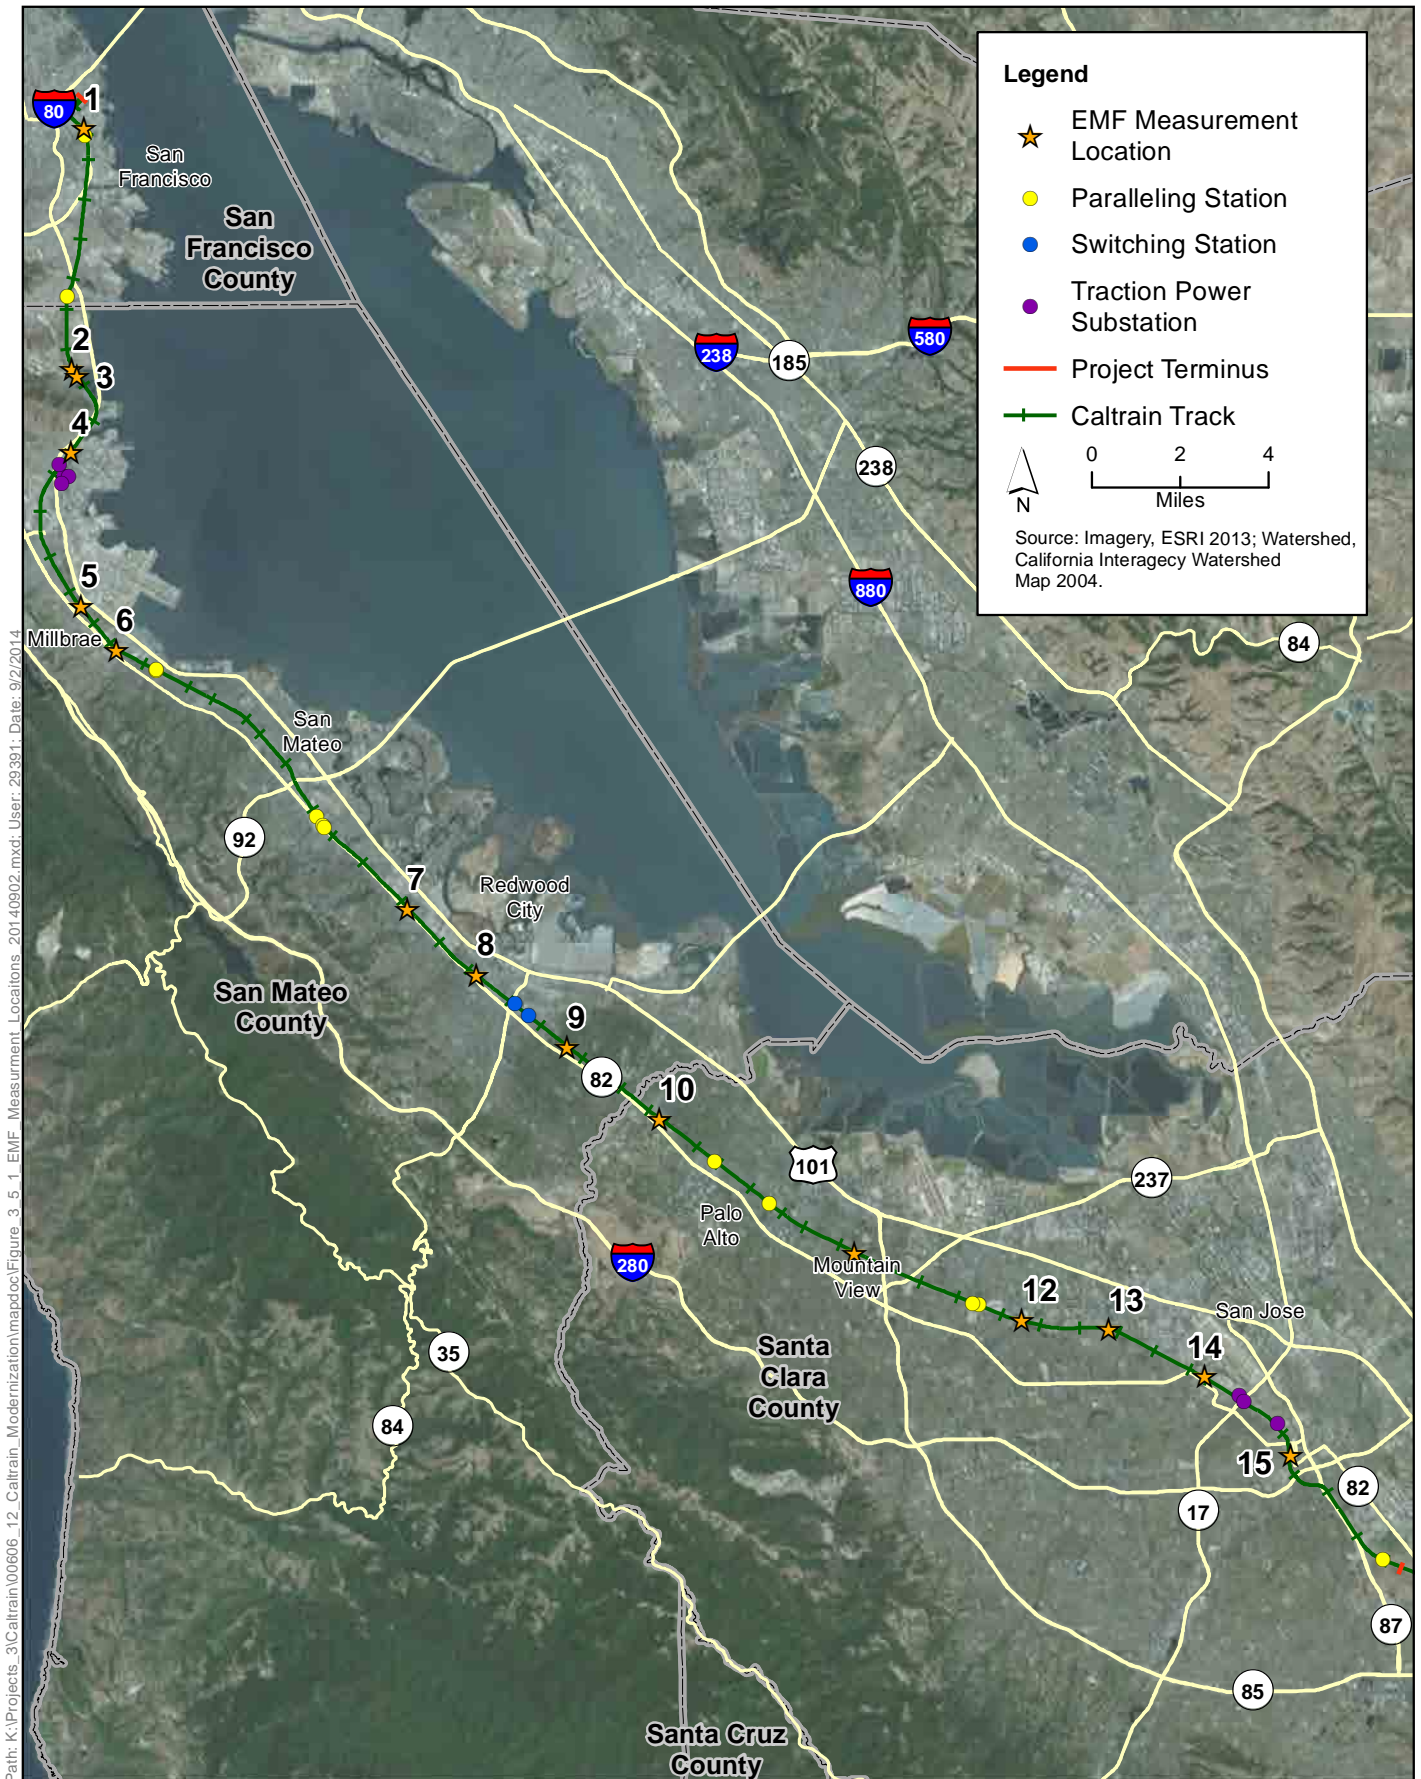 Legend
EMF Measurement
Location
Paralleling Station
Switching Station
Traction Power
Substation
Project Terminus
Caltrain Track
0 2 4
Miles
N
Source: Imagery, ESRI 2013; Watershed,
California Interagecy Watershed
Map 2004.
80
1
San
Francisco
San
Francisco
County
2
3
4
238
185
580
238
880
84
5
6
Millbrae
San
Mateo
92
7
Redwood
City
8
San Mateo
County
9
82
10
101
237
Palo
Alto
280
Mountain
View
12
13
San Jose
14
Santa
Clara
County
35
84
15
82
17
87
85
Santa Cruz
County
Path: K:\Projects_3\Caltrain\00606_12_Caltrain_Modernization\mapdoc\Figure_3_5_1_EMF_Measurment_Locaitons_20140902.mxd; User: 29391; Date: 9/2/2014